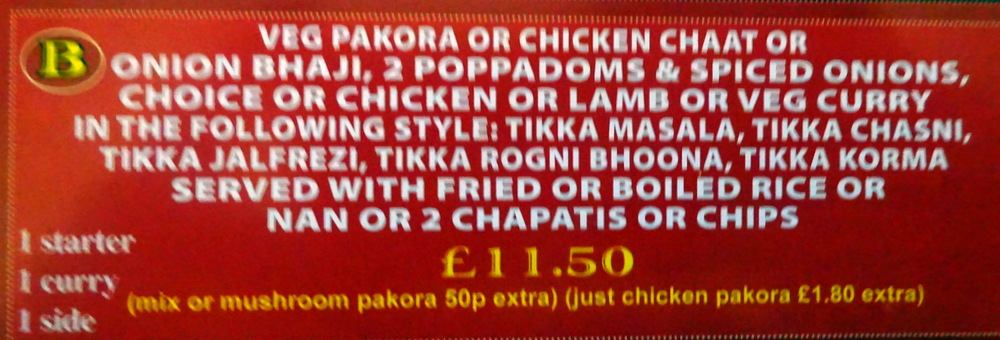 B
VEG PAKORA OR CHICKEN CHAAT OR
ONION BHAJI, 2 POPPADOMS & SPICED ONIONS,
CHOICE OR CHICKEN OR LAMB OR VEG CURRY
IN THE FOLLOWING STYLE: TIKKA MASALA, TIKKA CHASNI,
TIKKA JALFREZI, TIKKA ROGNI BHOONA, TIKKA KORMA
SERVED WITH FRIED OR BOILED RICE OR
NAN OR 2 CHAPATIS OR CHIPS
£11.50
(mix or mushroom pakora 50p extra) (just chicken pakora £1.80 extra)
1 starter
1 curry
1 side